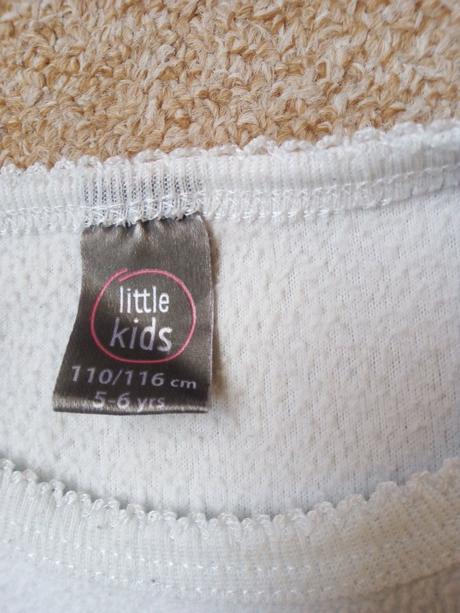 little
kids
110/116 cm
5-6 yrs